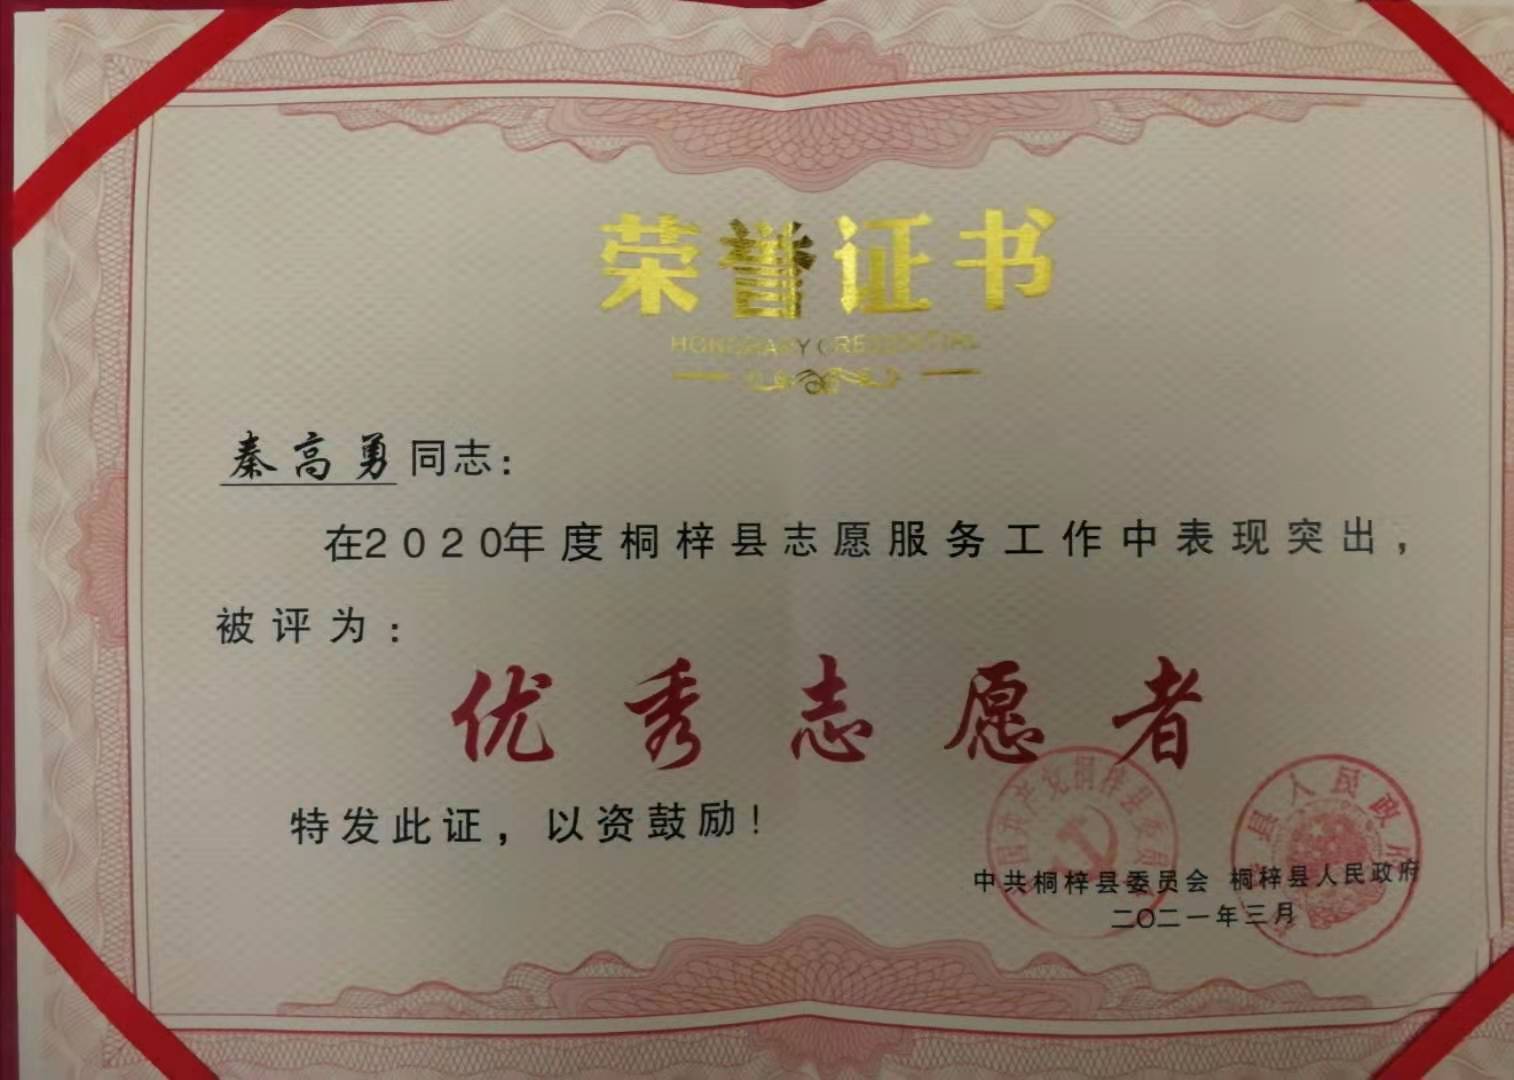 荣誉证书
HONORARY CREDENTIAL
秦高勇同志：
在2020年度桐梓县志愿服务工作中表现突出，
被评为：
优秀志愿者
特发此证，以资鼓励！
中共桐梓县委员会 桐梓县人民政府
二〇二一年三月